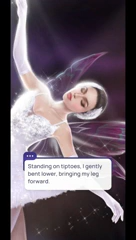 Standing on tiptoes, I gently
bent lower, bringing my leg
forward.